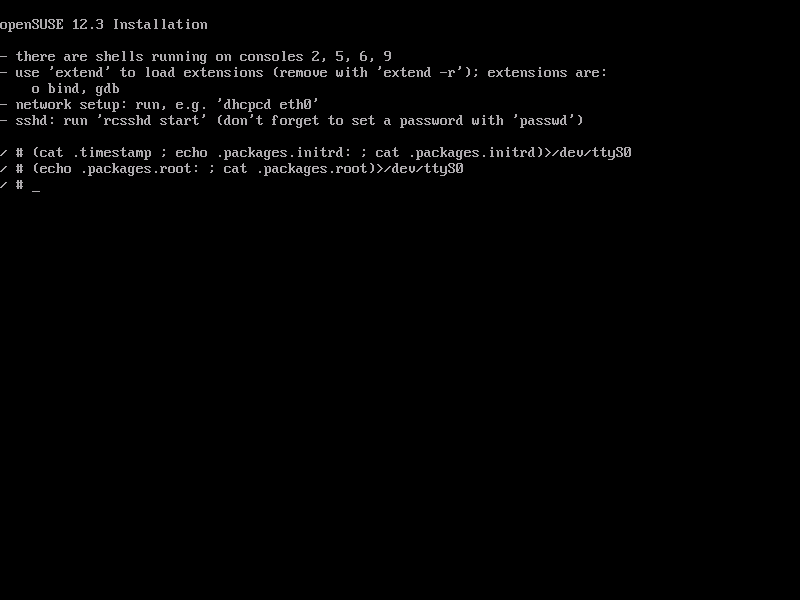 openSUSE 12.3 Installation
- there are shells running on consoles 2, 5, 6, 9
- use 'extend' to load extensions (remove with 'extend -r'); extensions are:
o bind, gdb
- network setup: run, e.g. 'dhcpcd eth0'
- sshd: run 'rcsshd start' (don't forget to set a password with 'passwd')
/ # (cat .timestamp ; echo .packages.initrd: ; cat .packages.initrd)>/dev/ttyS0
/ # (echo .packages.root: ; cat .packages.root)>/dev/ttyS0
/ # _